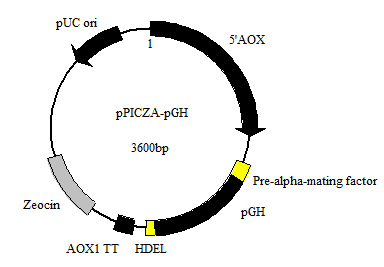 pUC ori
1
5'AOX
pPICZA-pGH
3600bp
Pre-alpha-mating factor
Zeocin
pGH
AOX1 TT
HDEL